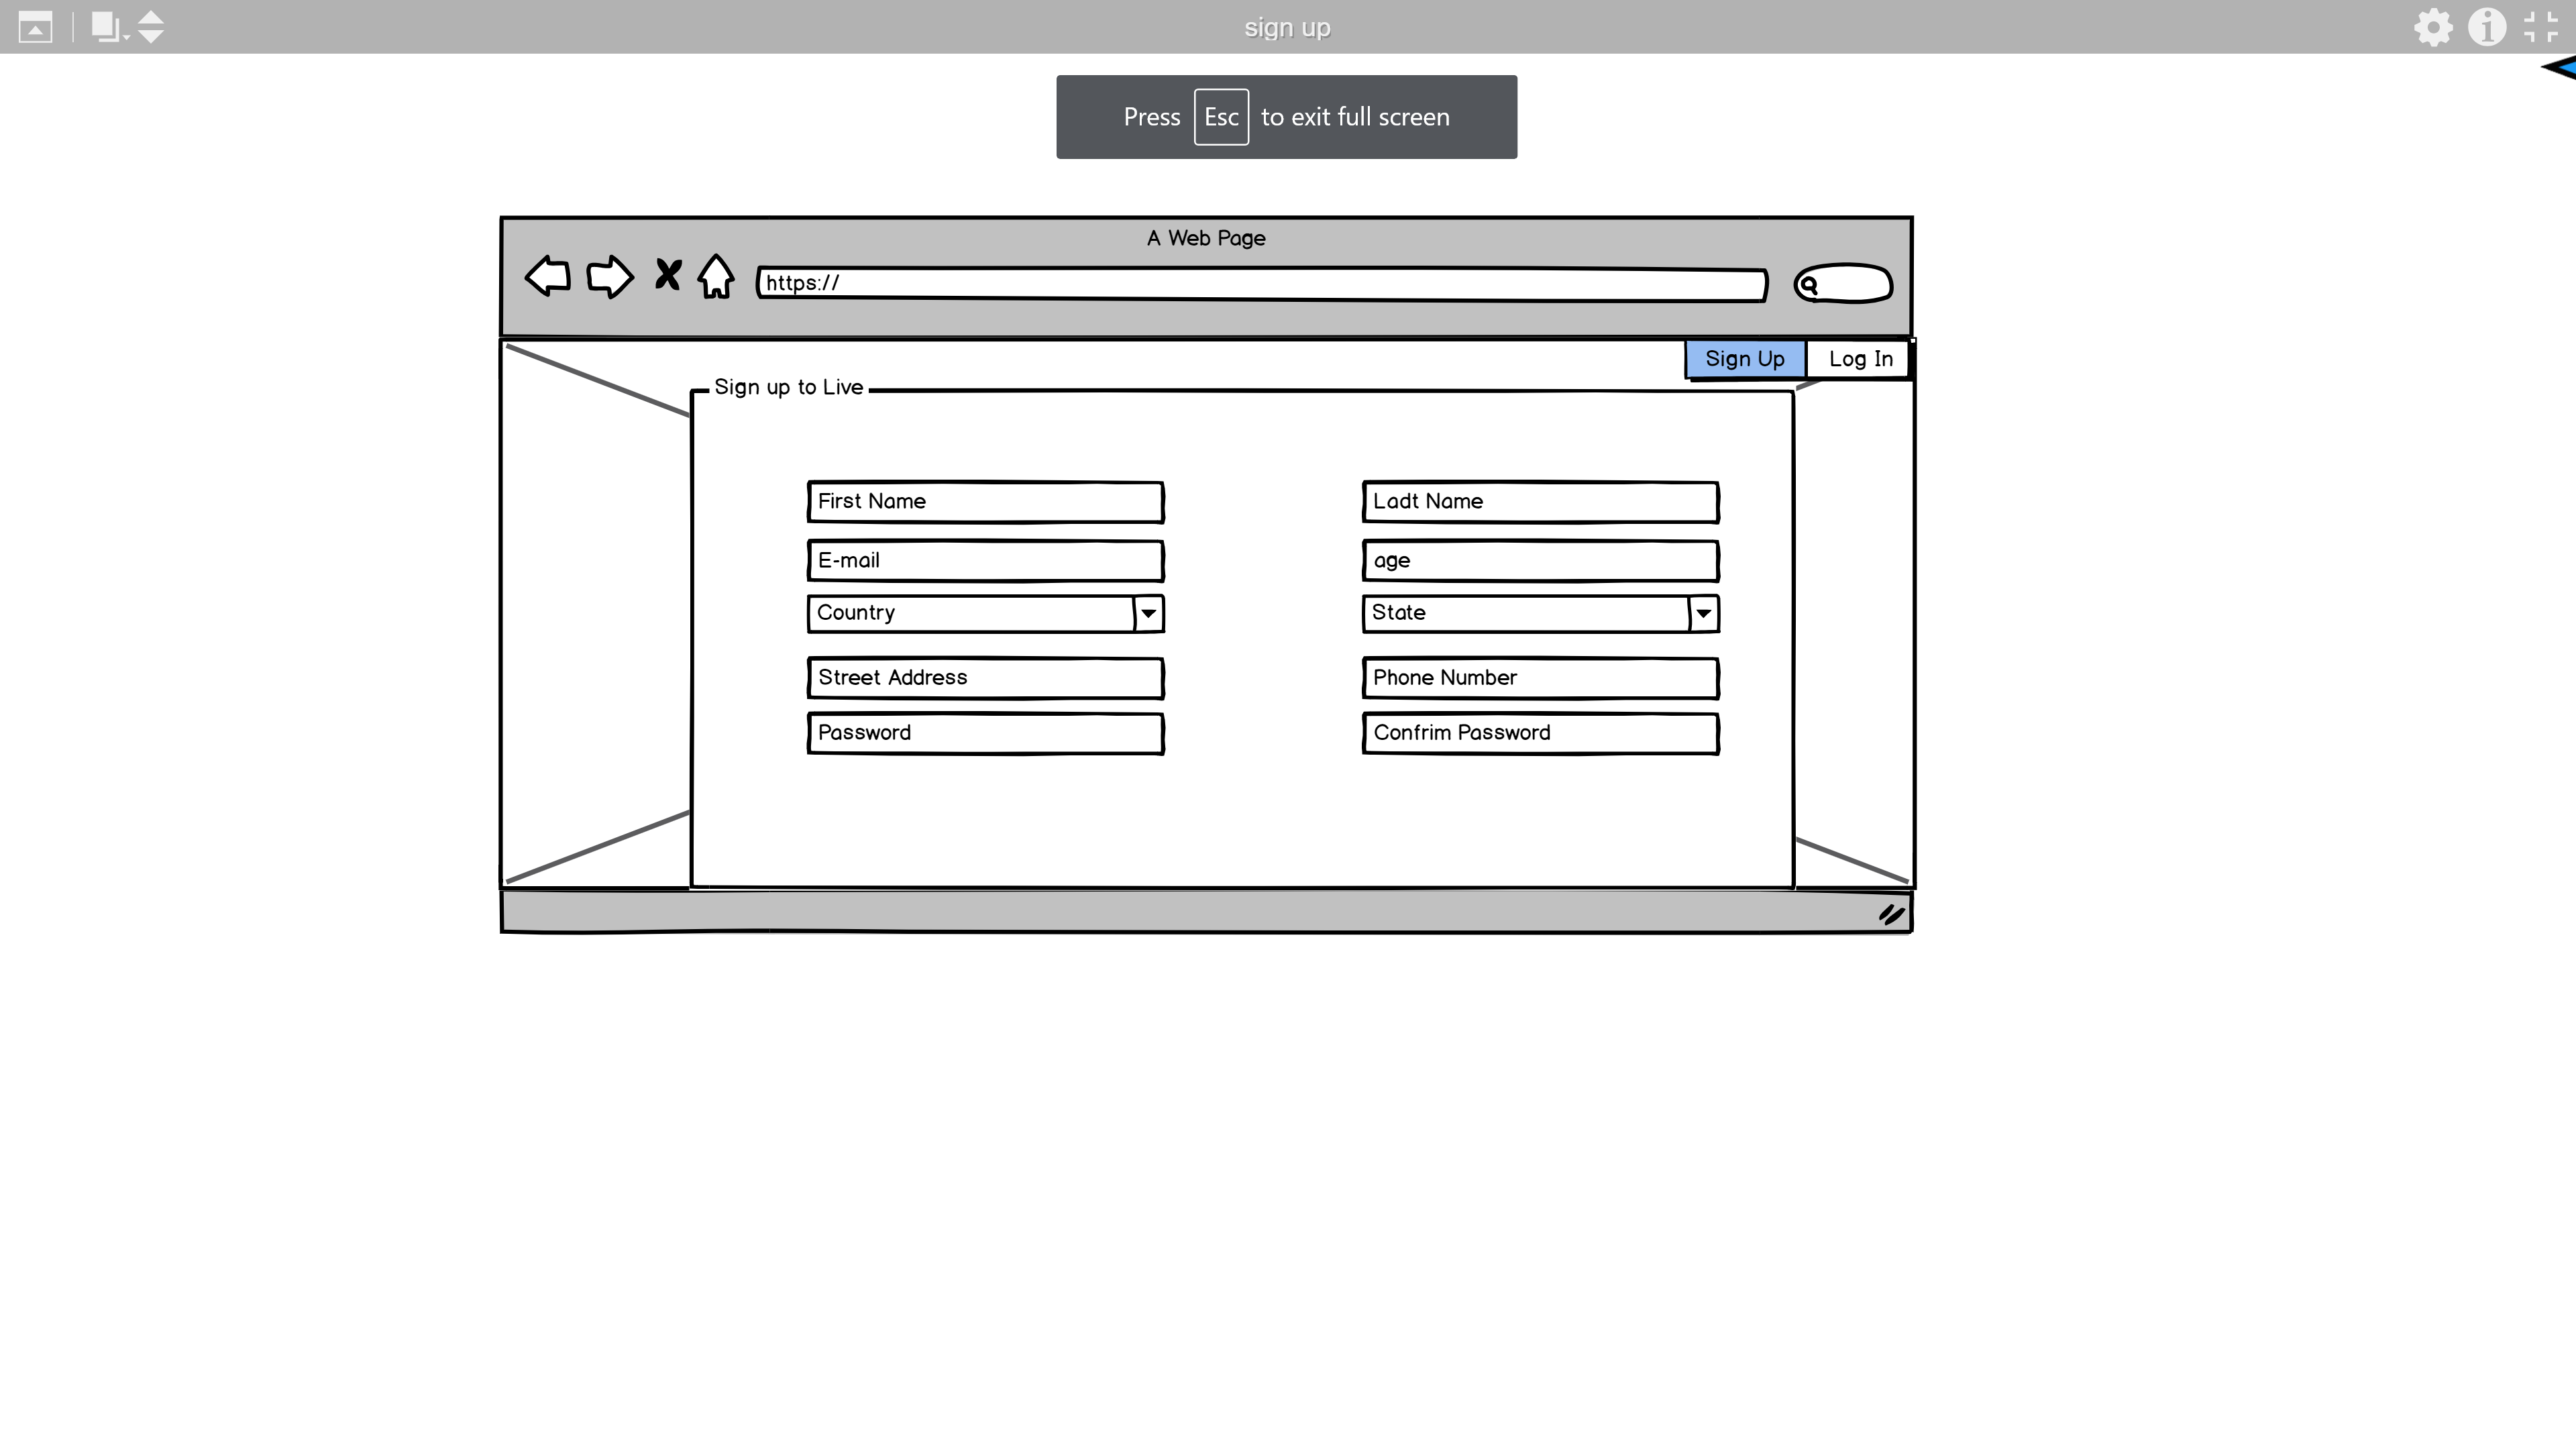 sign up
Press Esc to exit full screen
A Web Page
https://
Sign Up Log In
Sign up to Live
First Name Ladt Name
E-mail age
Country State
Street Address Phone Number
Password Confrim Password